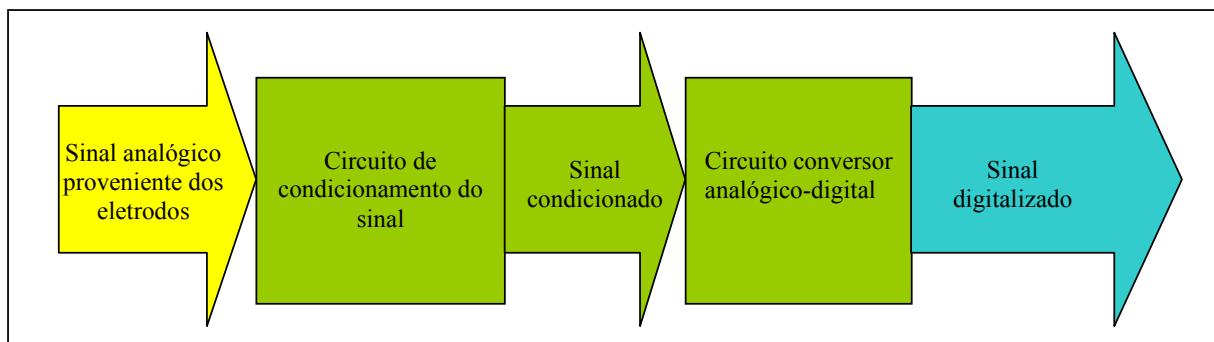 Sinal analógico
proveniente dos
eletrodos
Circuito de
condicionamento do
sinal
Sinal
condicionado
Circuito conversor
analógico-digital
Sinal
digitalizado